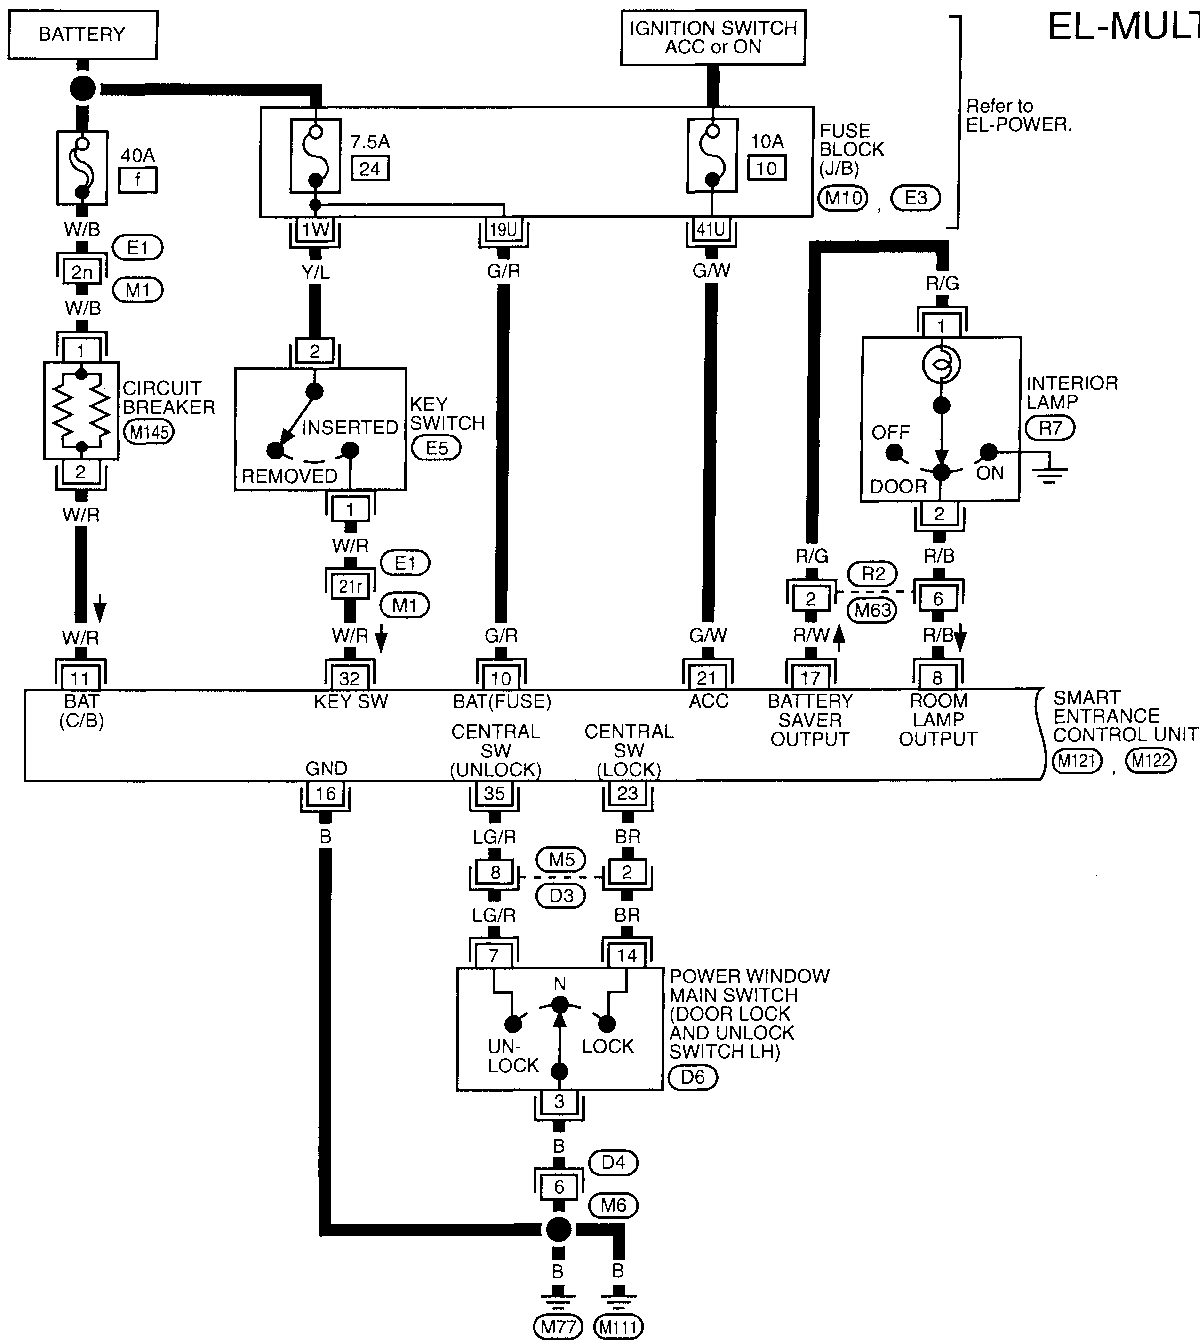 BATTERY
IGNITION SWITCH
ACC or ON
EL-MULT
Refer to
EL-POWER.
40A
f
7.5A
24
10A
10
FUSE
BLOCK
(J/B)
M10 , E3
W/B
E1
2n
M1
W/B
1W
19U
41U
Y/L
G/R
G/W
R/G
1
2
1
CIRCUIT
BREAKER
M145
2
W/R
KEY
SWITCH
E5
INSERTED
REMOVED
1
W/R
E1
21r
M1
INTERIOR
LAMP
R7
OFF
DOOR
ON
2
R/G
R/B
R2
2
6
M63
W/R
W/R
G/R
G/W
R/W
R/B
11
32
10
21
17
8
BAT
(C/B)
KEY SW
BAT(FUSE)
ACC
BATTERY
SAVER
OUTPUT
ROOM
LAMP
OUTPUT
SMART
ENTRANCE
CONTROL UNIT
M121 , M122
GND
CENTRAL
SW
(UNLOCK)
CENTRAL
SW
(LOCK)
16
35
23
B
LG/R
BR
8
M5
2
D3
LG/R
BR
7
14
N
UN-
LOCK
LOCK
POWER WINDOW
MAIN SWITCH
(DOOR LOCK
AND UNLOCK
SWITCH LH)
D6
3
B
D4
6
M6
B
B
M77
M111